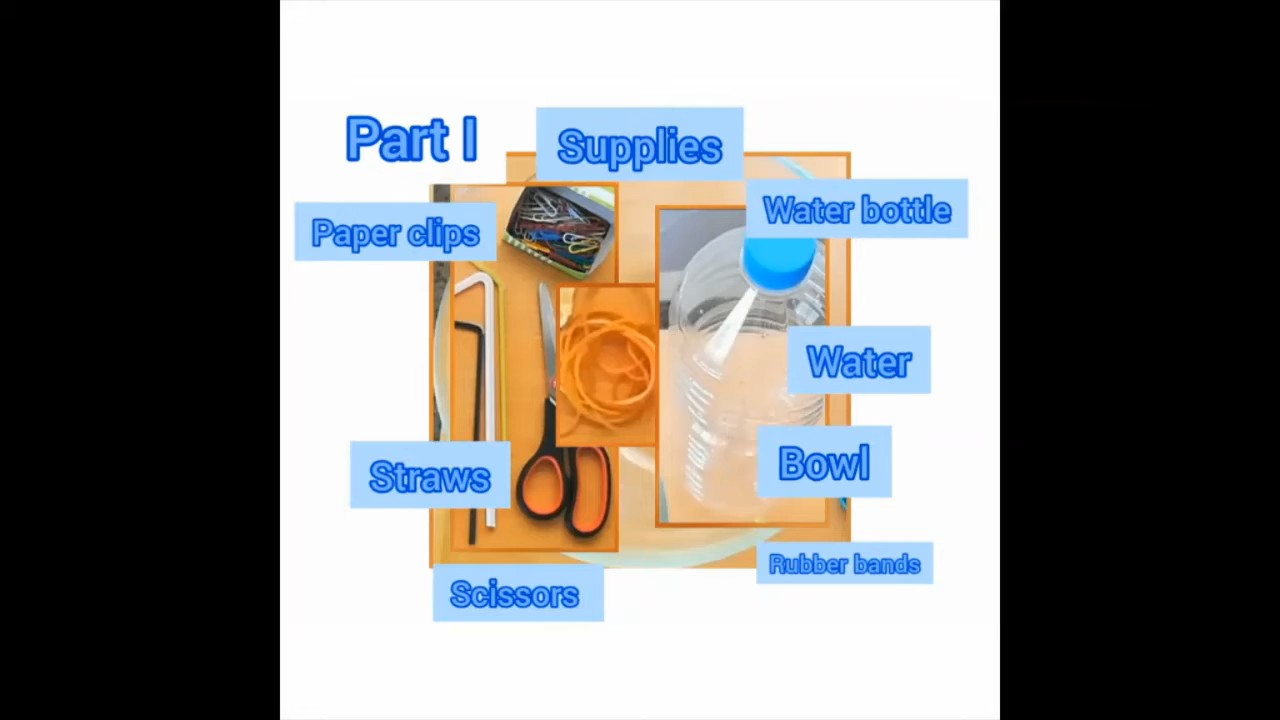 Part I
Supplies
Paper clips
Water bottle
Water
Straws
Bowl
Rubber bands
Scissors